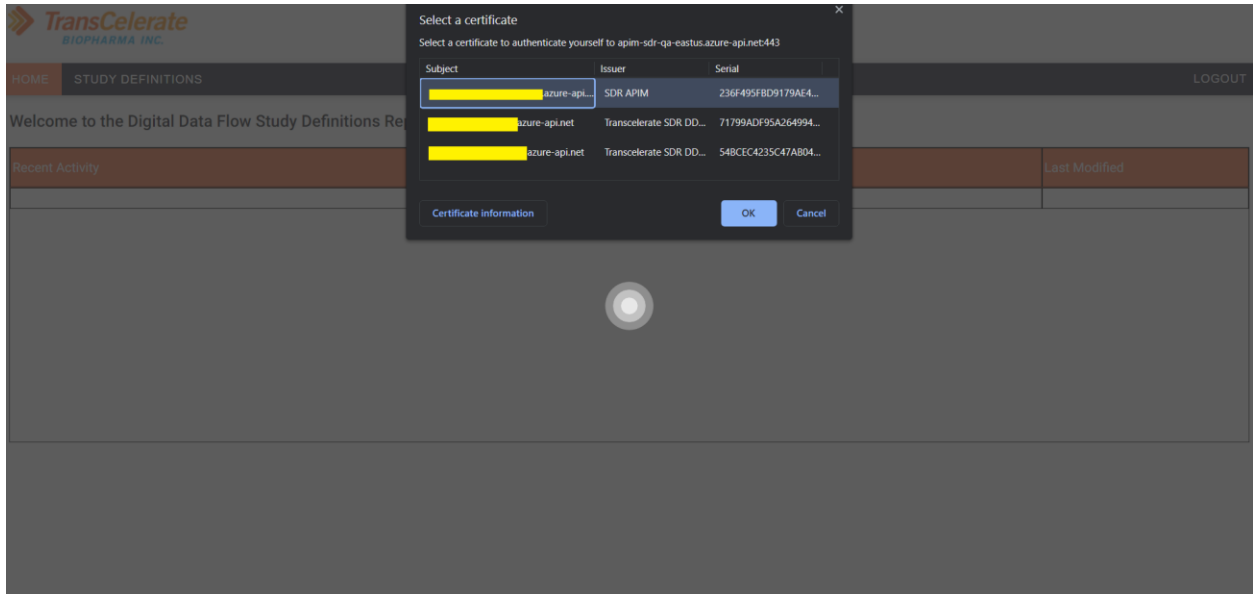 TransCelerate
BIOPHARMA INC.
Select a certificate
Select a certificate to authenticate yourself to apim-sdr-qa-eastus.azure-api.net:443
Subject Issuer Serial
azure-api.... SDR APIM 236F495FBD9179AE4...
azure-api.net Transcelerate SDR DD... 71799ADF95A264994...
azure-api.net Transcelerate SDR DD... 54BCEC4235C47AB04...
Certificate information OK Cancel
HOME STUDY DEFINITIONS LOGOUT
Welcome to the Digital Data Flow Study Definitions Re
Recent Activity Last Modified